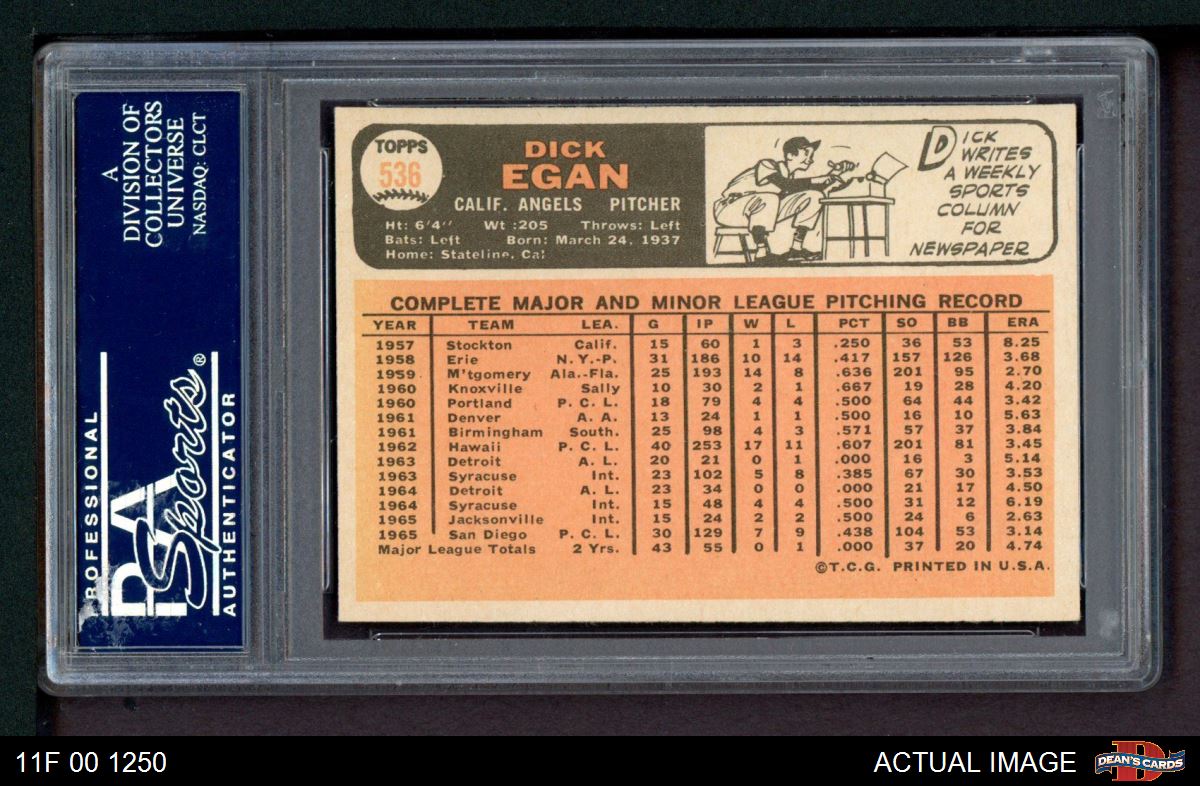 A
DIVISION OF
COLLECTORS
UNIVERSE
NASDAQ: CLCT
PROFESSIONAL
PSA
Sports®
AUTHENTICATOR
TOPPS
536
DICK
EGAN
CALIF. ANGELS PITCHER
Ht: 6'4" Wt :205 Throws: Left
Bats: Left Born: March 24, 1937
Home: Stateline, Cal
DICK
WRITES
A WEEKLY
SPORTS
COLUMN
FOR
NEWSPAPER
COMPLETE MAJOR AND MINOR LEAGUE PITCHING RECORD
YEAR TEAM LEA. G IP W L PCT SO BB ERA
1957 Stockton Calif. 15 60 1 3 .250 36 53 8.25
1958 Erie N.Y.-P. 31 186 10 14 .417 157 126 3.68
1959 M'tgomery Ala.-Fla. 25 193 14 8 .636 201 95 2.70
1960 Knoxville Sally 10 30 2 1 .667 19 28 4.20
1960 Portland P. C. L. 18 79 4 4 .500 64 44 3.42
1961 Denver A. A. 13 24 1 1 .500 16 10 5.63
1961 Birmingham South. 25 98 4 3 .571 57 37 3.84
1962 Hawaii P. C. L. 40 253 17 11 .607 201 81 3.45
1963 Detroit A. L. 20 21 0 1 .000 16 3 5.14
1963 Syracuse Int. 23 102 5 8 .385 67 30 3.53
1964 Detroit A. L. 23 34 0 0 .000 21 17 4.50
1964 Syracuse Int. 15 48 4 4 .500 31 12 6.19
1965 Jacksonville Int. 15 24 2 2 .500 24 6 2.63
1965 San Diego P. C. L. 30 129 7 9 .438 104 53 3.14
Major League Totals 2 Yrs. 43 55 0 1 .000 37 20 4.74
©T.C.G. PRINTED IN U.S.A.
11F 00 1250
ACTUAL IMAGE
DEAN'S CARDS